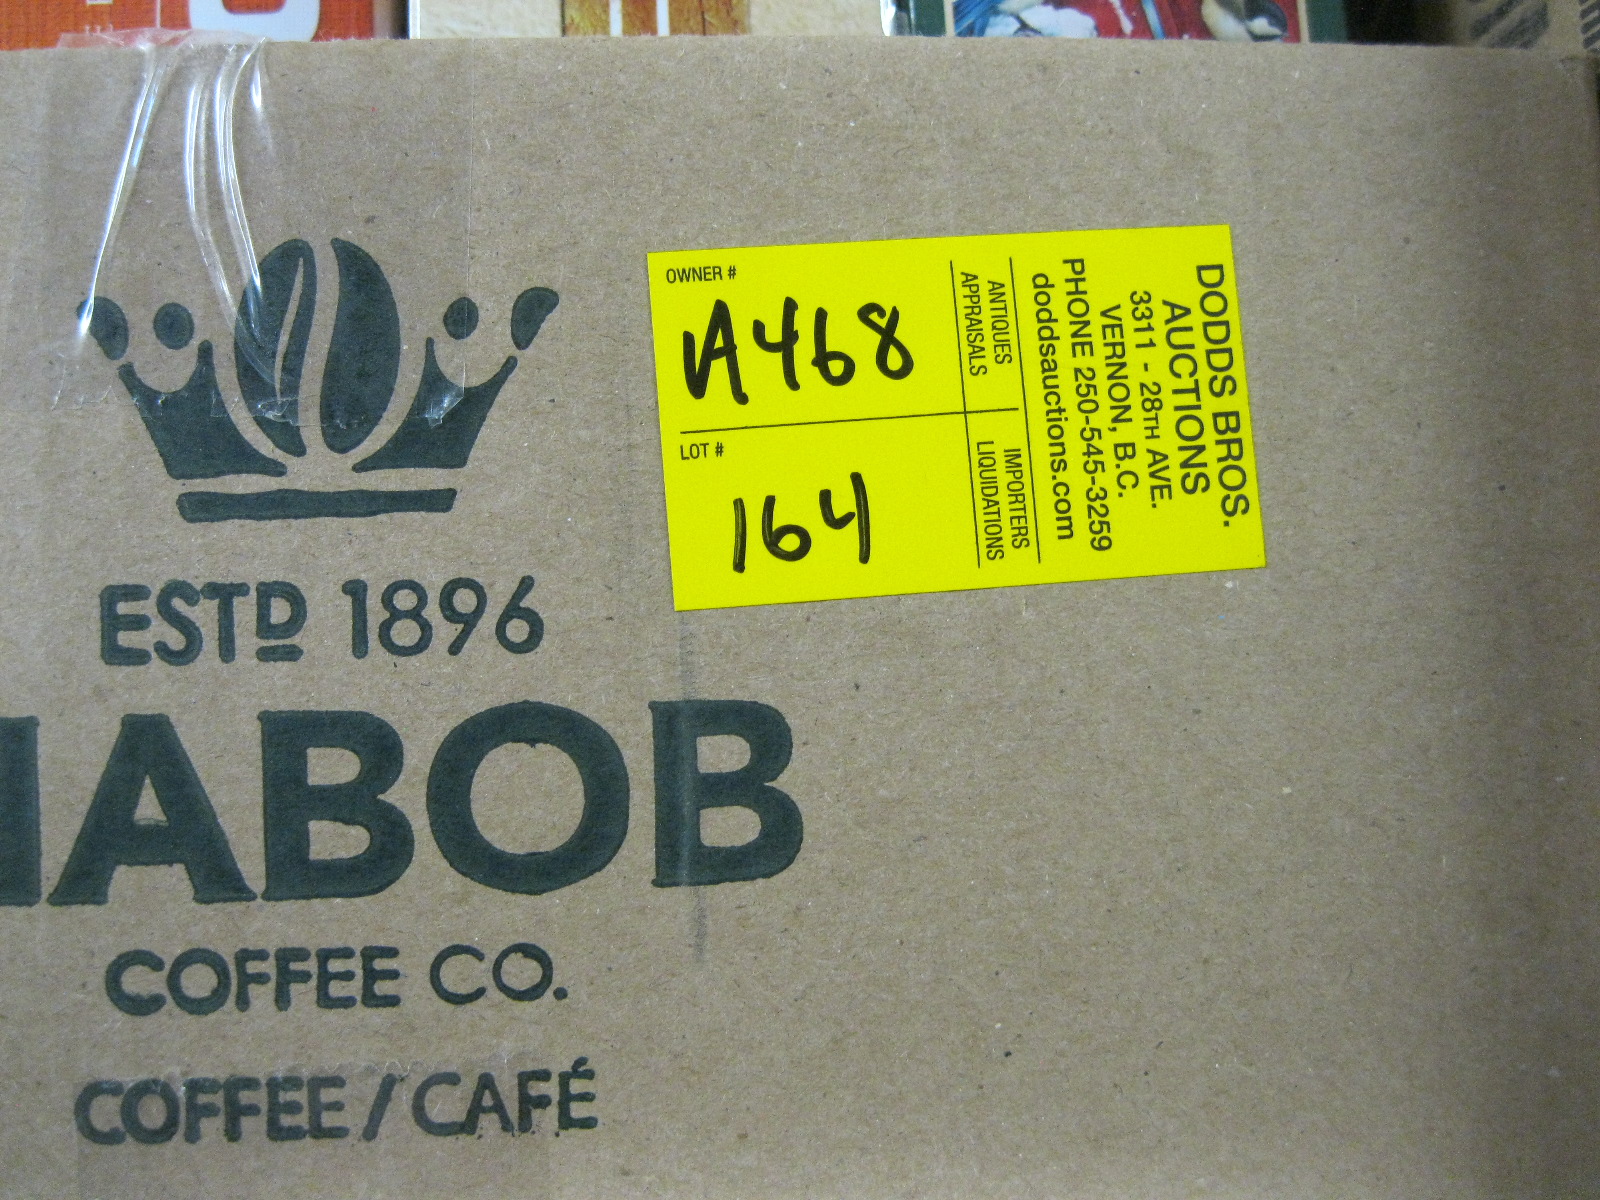 OWNER #
A468
LOT #
164
ANTIQUES
APPRAISALS
IMPORTERS
LIQUIDATIONS
DODDS BROS.
AUCTIONS
3311 - 28TH AVE.
VERNON, B.C.
PHONE 250-545-3259
doddsauctions.com
ESTD 1896
NABOB
COFFEE CO.
COFFEE / CAFÉ